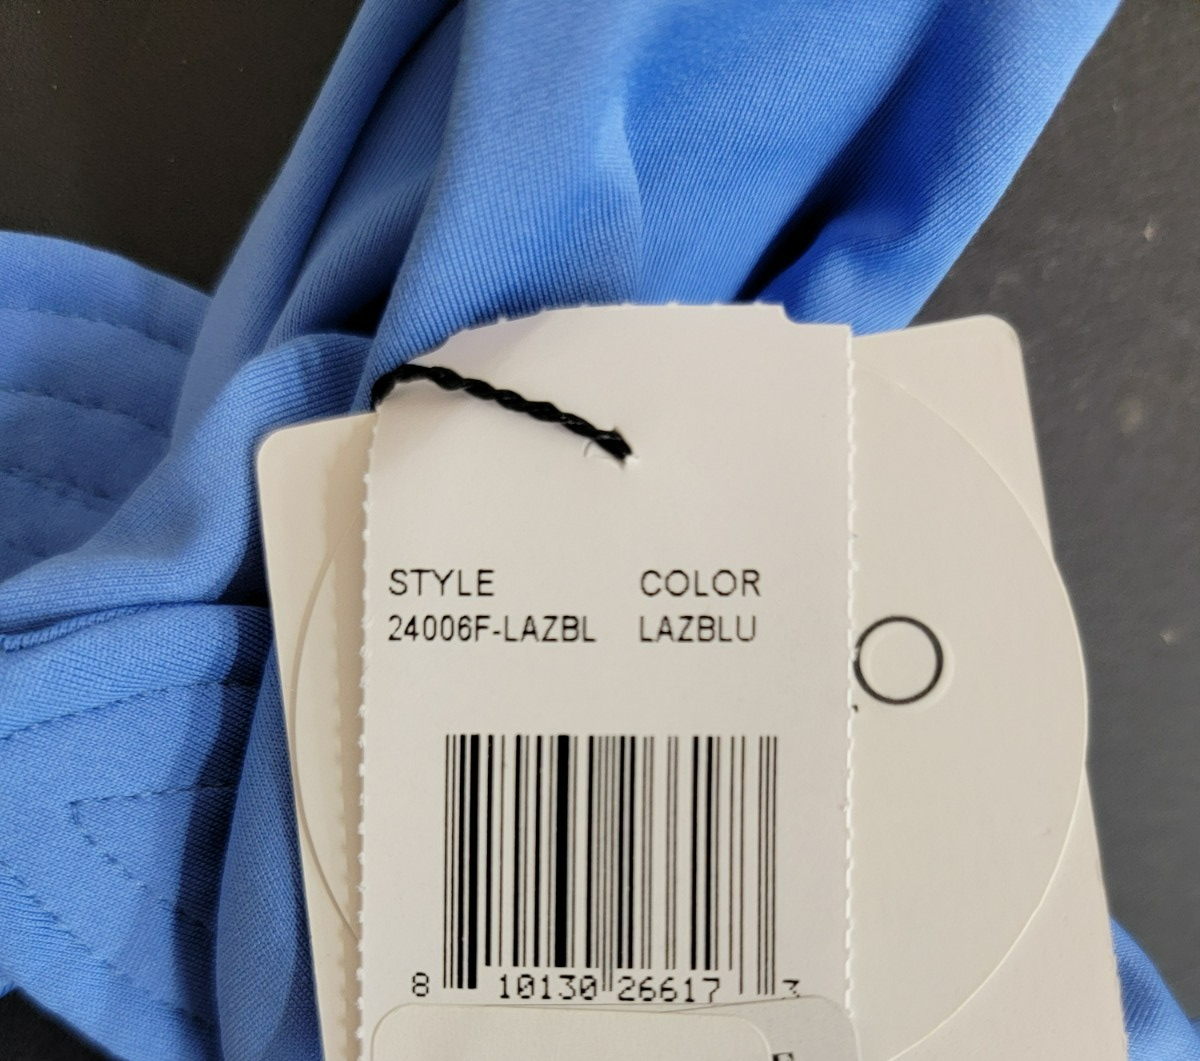 STYLE COLOR
24006F-LAZBL LAZBLU
8 10130 26617 3